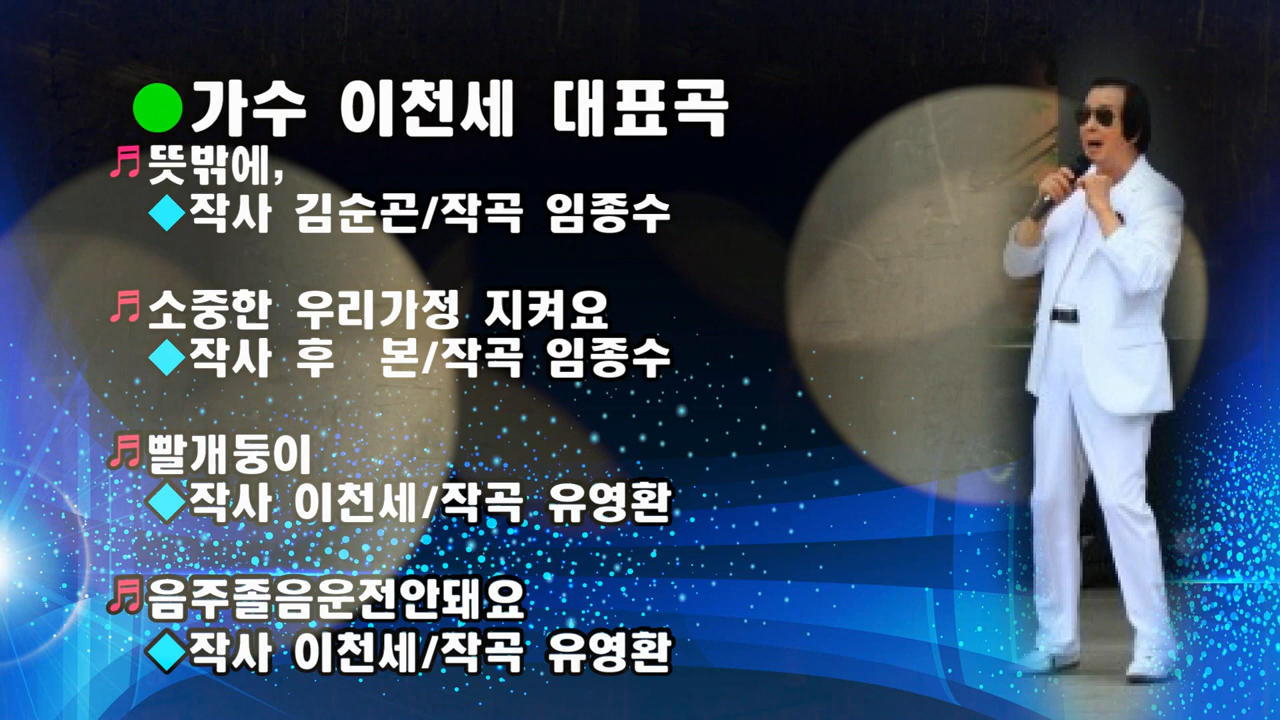 ●가수 이천세 대표곡
♬뜻밖에,
◆작사 김순곤/작곡 임종수
♬소중한 우리가정 지켜요
◆작사 후 본/작곡 임종수
♬빨개둥이
◆작사 이천세/작곡 유영환
♬음주졸음운전안돼요
◆작사 이천세/작곡 유영환